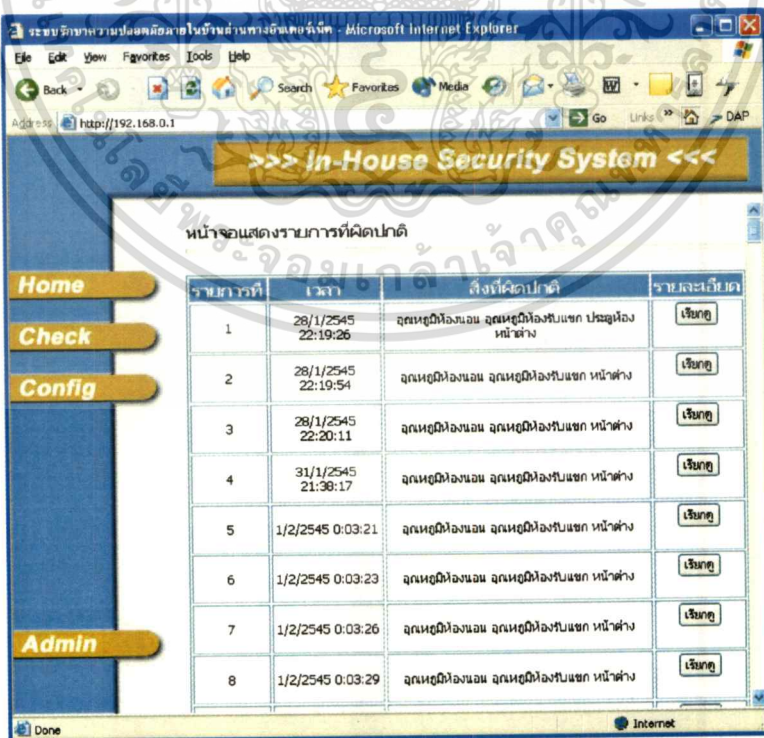 ระบบรักษาความปลอดภัยภายในบ้านผ่านทางอินเตอร์เน็ต - Microsoft Internet Explorer
File Edit View Favorites Tools Help
Back Search Favorites Media
Address http://192.168.0.1 Go Links DAP
>>> In-House Security System <<<
หน้าจอแสดงรายการที่ผิดปกติ
Home
Check
Config
Admin
รายการที่ เวลา สิ่งที่ผิดปกติ รายละเอียด
1 28/1/2545 22:19:26 อุณหภูมิห้องนอน อุณหภูมิห้องรับแขก ประตูห้อง หน้าต่าง เรียกดู
2 28/1/2545 22:19:54 อุณหภูมิห้องนอน อุณหภูมิห้องรับแขก หน้าต่าง เรียกดู
3 28/1/2545 22:20:11 อุณหภูมิห้องนอน อุณหภูมิห้องรับแขก หน้าต่าง เรียกดู
4 31/1/2545 21:38:17 อุณหภูมิห้องนอน อุณหภูมิห้องรับแขก หน้าต่าง เรียกดู
5 1/2/2545 0:03:21 อุณหภูมิห้องนอน อุณหภูมิห้องรับแขก หน้าต่าง เรียกดู
6 1/2/2545 0:03:23 อุณหภูมิห้องนอน อุณหภูมิห้องรับแขก หน้าต่าง เรียกดู
7 1/2/2545 0:03:26 อุณหภูมิห้องนอน อุณหภูมิห้องรับแขก หน้าต่าง เรียกดู
8 1/2/2545 0:03:29 อุณหภูมิห้องนอน อุณหภูมิห้องรับแขก หน้าต่าง เรียกดู
Done Internet